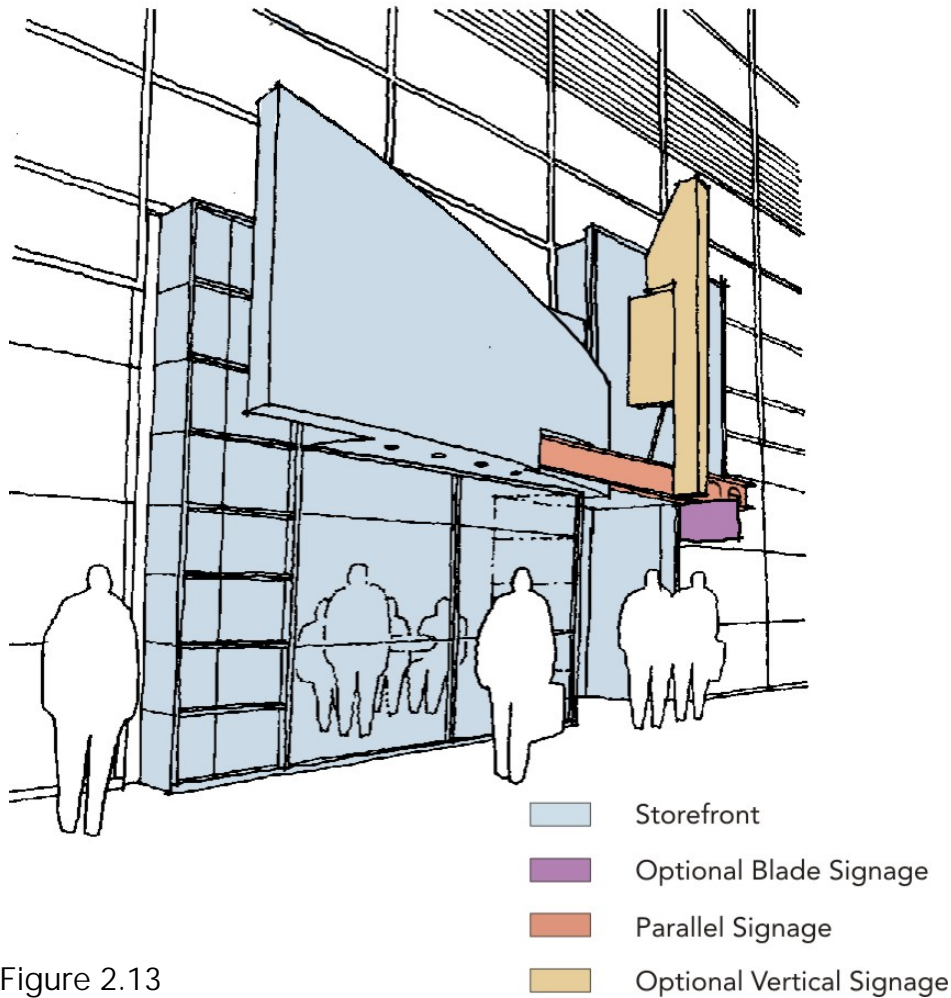 Storefront
Optional Blade Signage
Parallel Signage
Figure 2.13
Optional Vertical Signage